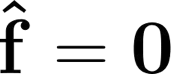 f̂ = 0